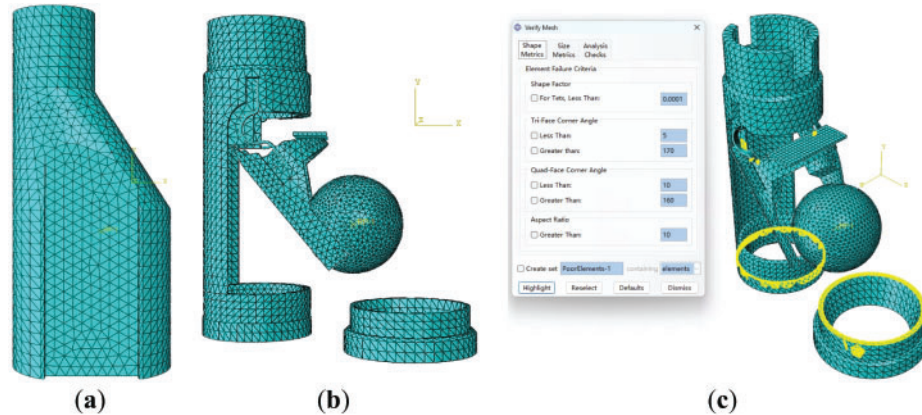 Verify Mesh
Shape Metrics
Size Metrics
Analysis Checks
Element Failure Criteria
Shape Factor
For Tets, Less Than: 0.0001
Tri-Face Corner Angle
Less Than: 5
Greater than: 170
Quad-Face Corner Angle
Less Than: 10
Greater Than: 160
Aspect Ratio
Greater Than: 10
Create set PoorElements-1 containing elements
Highlight Reselect Defaults Dismiss
(a) (b) (c)